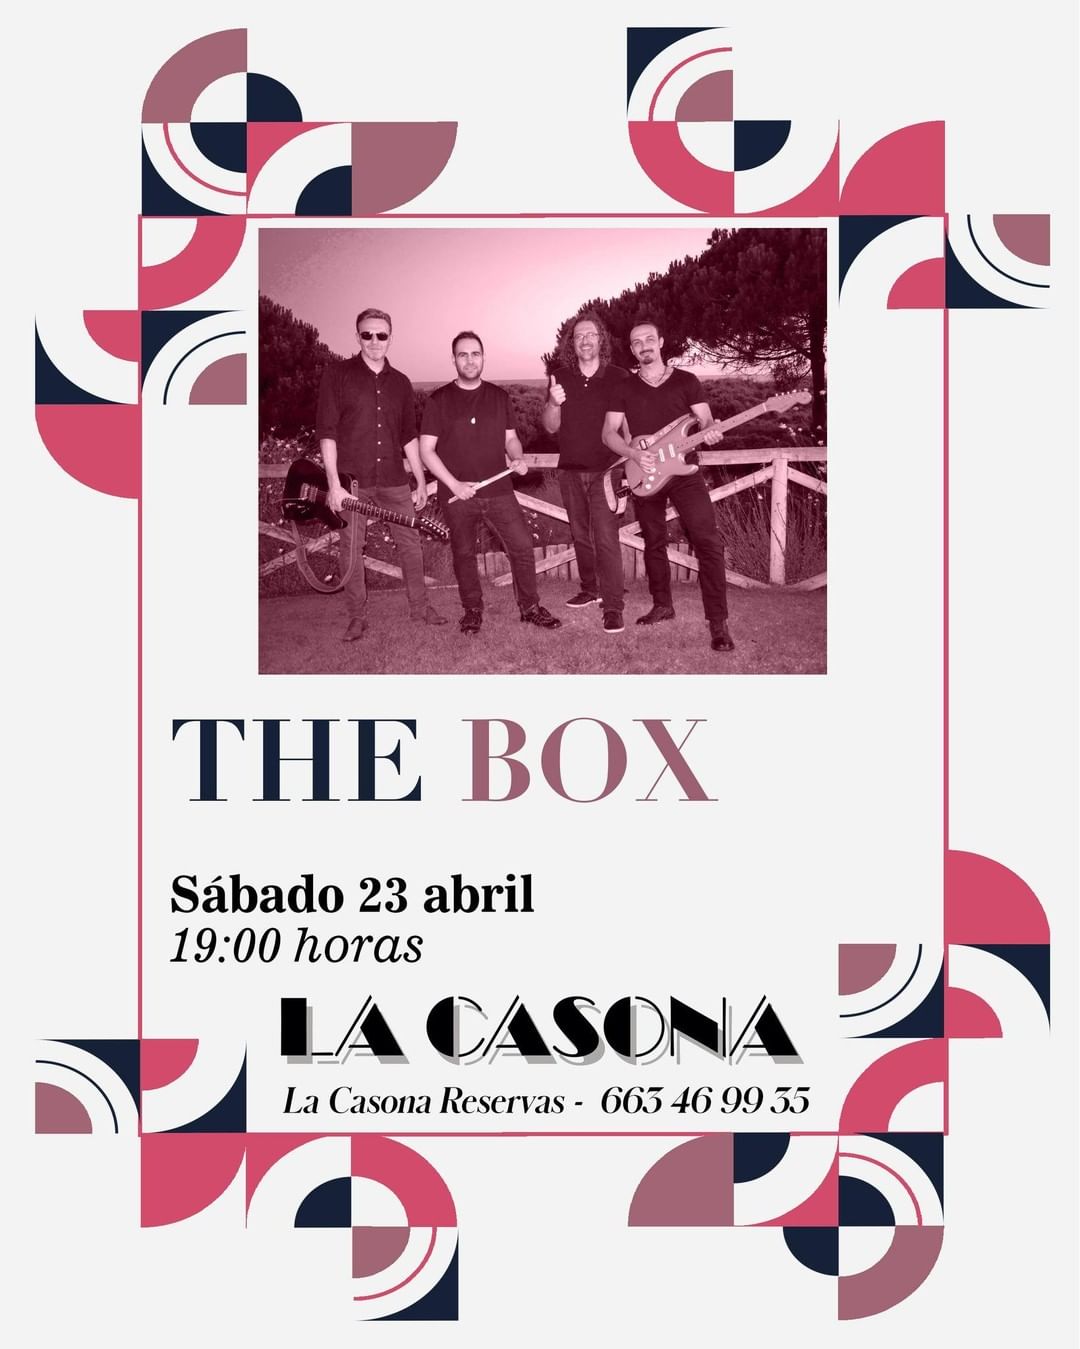 THE BOX
Sábado 23 abril
19:00 horas
LA CASONA
La Casona Reservas - 663 46 99 35